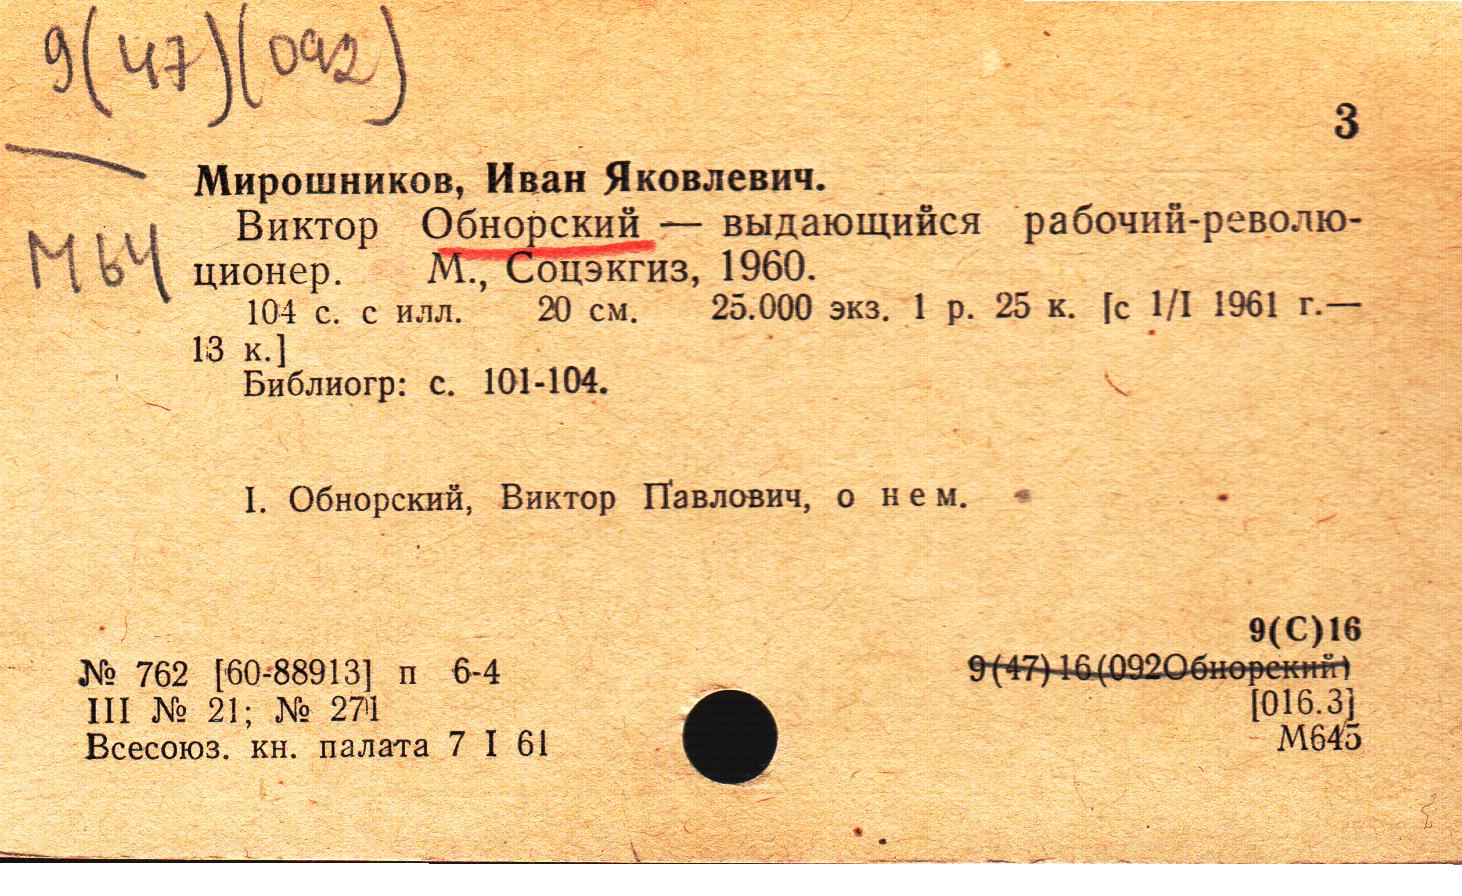 9(47)(092)
3
Мирошников, Иван Яковлевич.
М64
Виктор Обнорский — выдающийся рабочий-револю-
ционер. М., Соцэкгиз, 1960.
104 с. с илл. 20 см. 25.000 экз. 1 р. 25 к. [с 1/I 1961 г.—
13 к.]
Библиогр: с. 101-104.
I. Обнорский, Виктор Павлович, о нем.
9(С)16
№ 762 [60-88913] п 6-4
9(47)16(092Обнорский)
III № 21; № 271
[016.3]
Всесоюз. кн. палата 7 I 61
М645